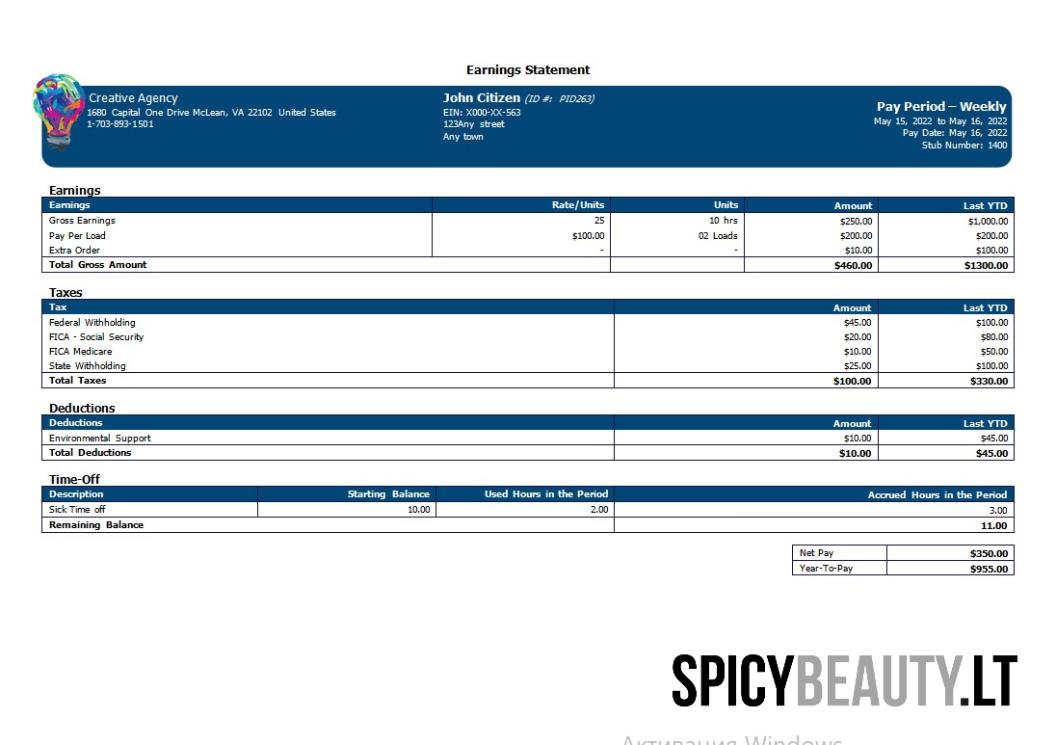 Earnings Statement
Creative Agency
1680 Capital One Drive McLean, VA 22102 United States
1-703-893-1501
John Citizen (ID #: PID263)
EIN: X000-XX-563
123Any street
Any town
Pay Period – Weekly
May 15, 2022 to May 16, 2022
Pay Date: May 16, 2022
Stub Number: 1400
Earnings
Earnings Rate/Units Units Amount Last YTD
Gross Earnings 25 10 hrs $250.00 $1,000.00
Pay Per Load $100.00 02 Loads $200.00 $200.00
Extra Order - - $10.00 $100.00
Total Gross Amount $460.00 $1300.00
Taxes
Tax Amount Last YTD
Federal Withholding $45.00 $100.00
FICA - Social Security $20.00 $80.00
FICA Medicare $10.00 $50.00
State Withholding $25.00 $100.00
Total Taxes $100.00 $330.00
Deductions
Deductions Amount Last YTD
Environmental Support $10.00 $45.00
Total Deductions $10.00 $45.00
Time-Off
Description Starting Balance Used Hours in the Period Accrued Hours in the Period
Sick Time off 10.00 2.00 3.00
Remaining Balance 11.00
Net Pay $350.00
Year-To-Pay $955.00
SPICYBEAUTY.LT
Активация Windows